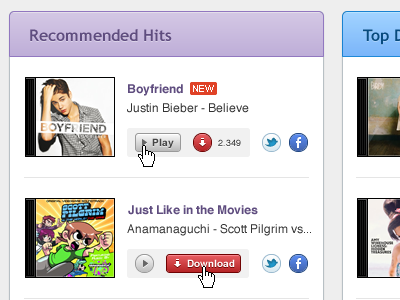 Recommended Hits
Top D
Boyfriend NEW
Justin Bieber - Believe
BOYFRIEND
Play
2.349
Just Like in the Movies
SCOTT PILGRIM
Anamanaguchi - Scott Pilgrim vs...
Download